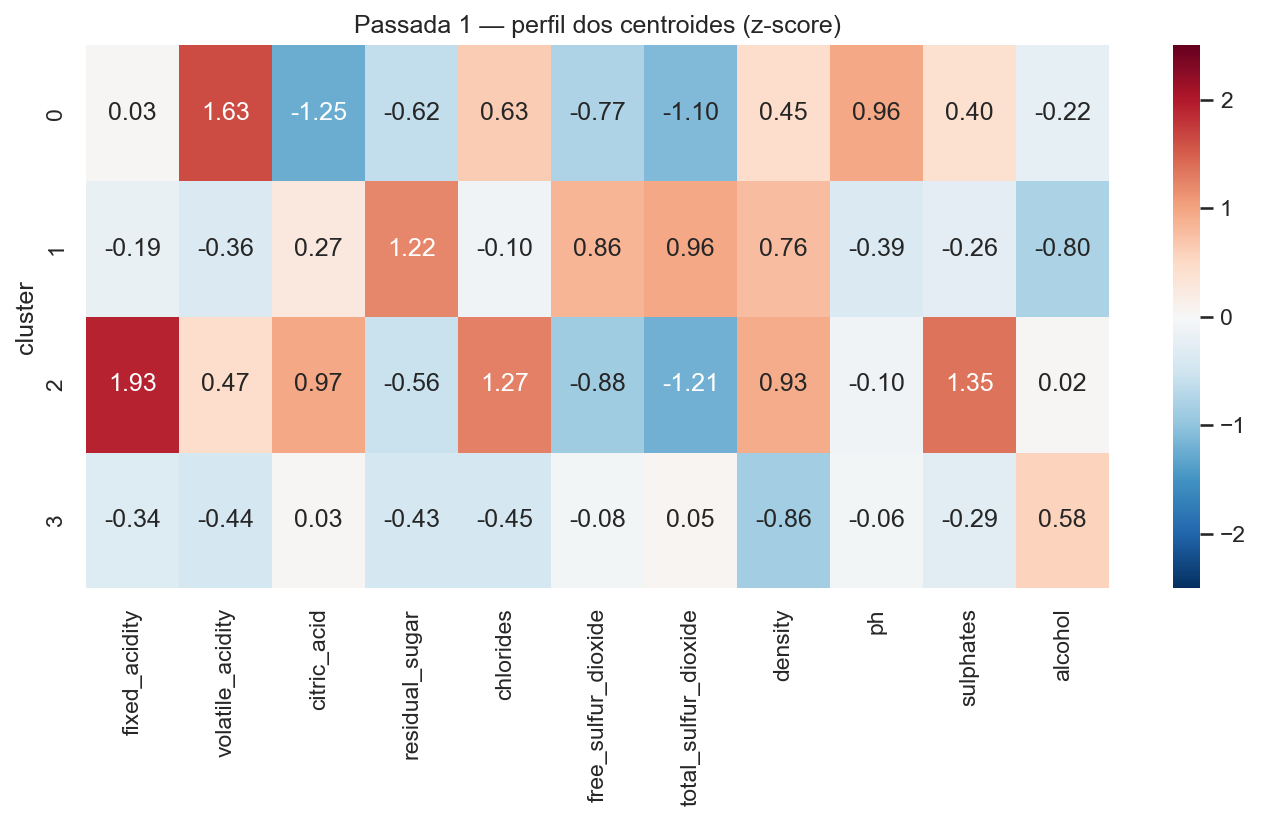 Passada 1 — perfil dos centroides (z-score)
cluster
0
0.03 1.63 -1.25 -0.62 0.63 -0.77 -1.10 0.45 0.96 0.40 -0.22
1
-0.19 -0.36 0.27 1.22 -0.10 0.86 0.96 0.76 -0.39 -0.26 -0.80
2
1.93 0.47 0.97 -0.56 1.27 -0.88 -1.21 0.93 -0.10 1.35 0.02
3
-0.34 -0.44 0.03 -0.43 -0.45 -0.08 0.05 -0.86 -0.06 -0.29 0.58
fixed_acidity
volatile_acidity
citric_acid
residual_sugar
chlorides
free_sulfur_dioxide
total_sulfur_dioxide
density
ph
sulphates
alcohol
2
1
0
−1
−2